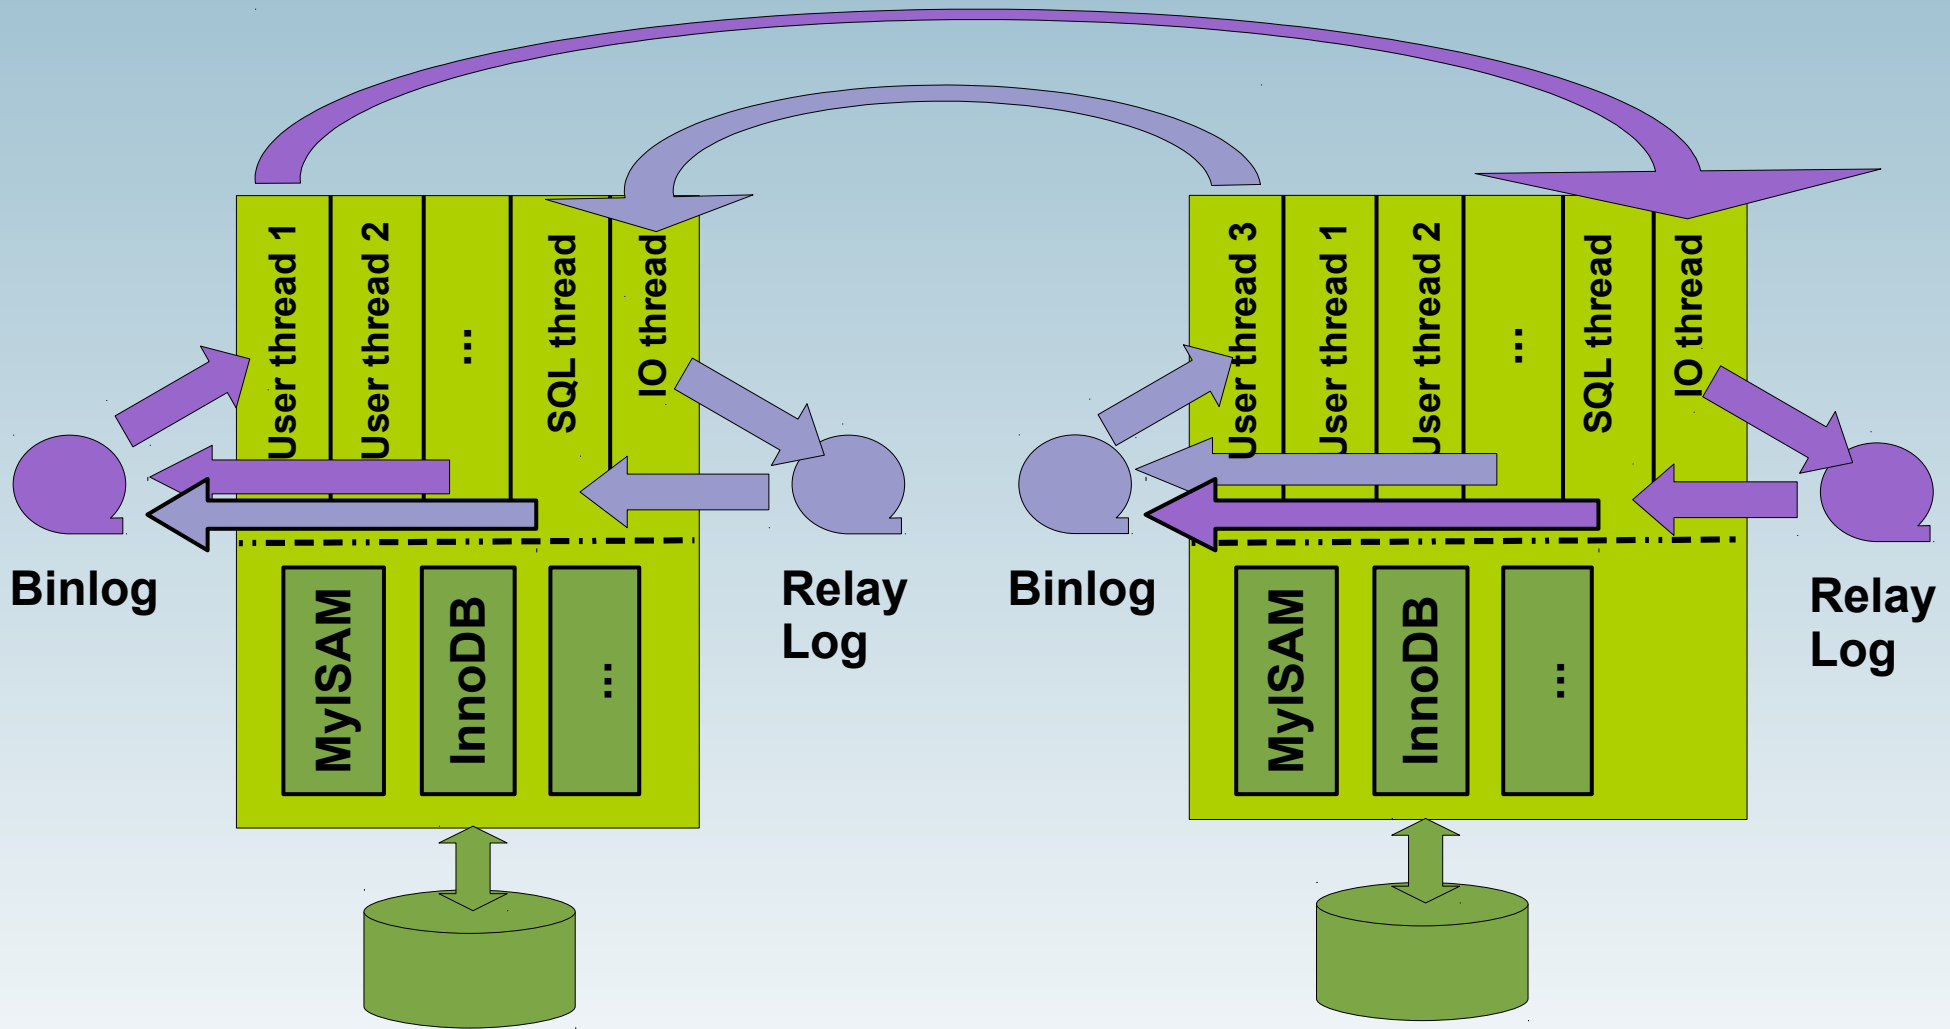 User thread 1
User thread 2
...
SQL thread
IO thread
Binlog
Relay
Log
MyISAM
InnoDB
...
User thread 3
User thread 1
User thread 2
...
SQL thread
IO thread
Binlog
Relay
Log
MyISAM
InnoDB
...